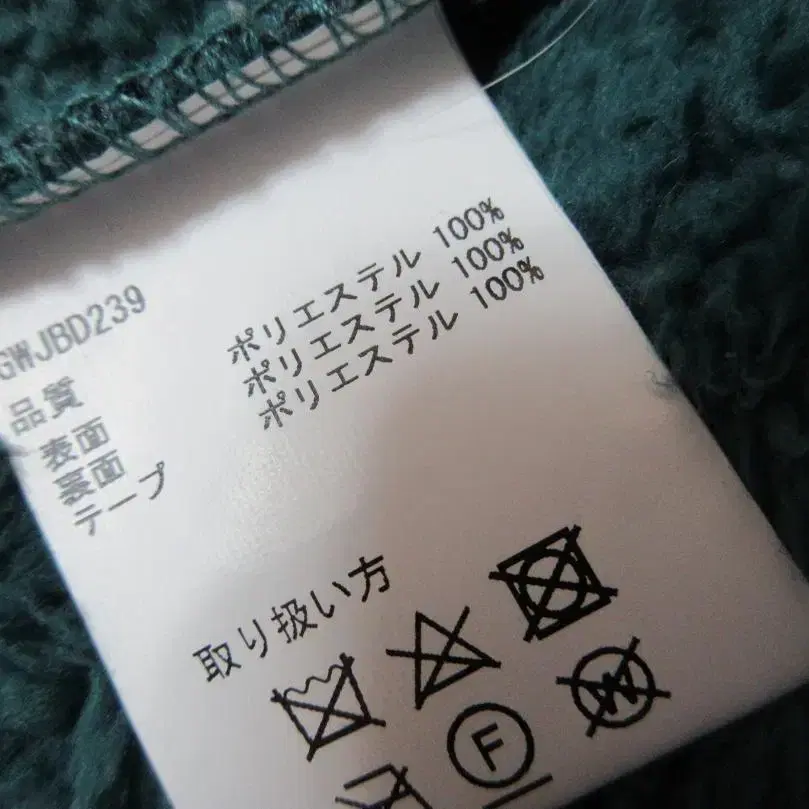 GWJBD239
品質
表面 ポリエステル 100%
裏面 ポリエステル 100%
テープ ポリエステル 100%
取り扱い方
F
W